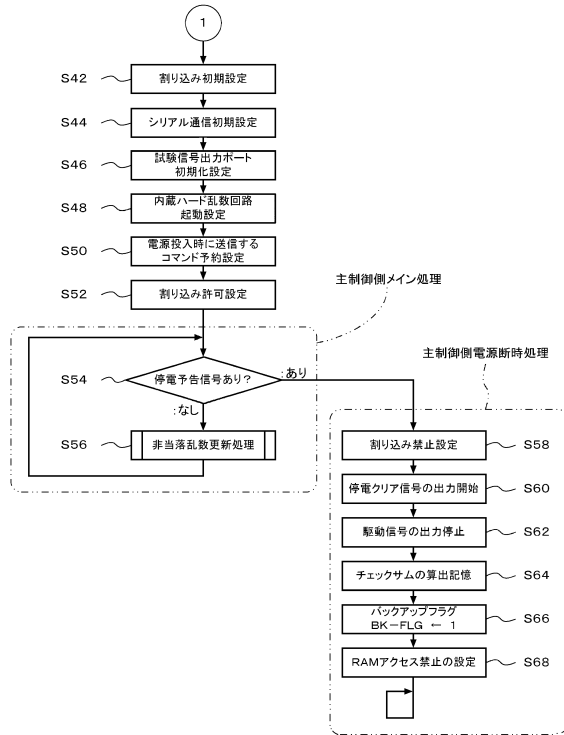 1
S42
割り込み初期設定
S44
シリアル通信初期設定
S46
試験信号出力ポート
初期化設定
S48
内蔵ハード乱数回路
起動設定
S50
電源投入時に送信する
コマンド予約設定
S52
割り込み許可設定
主制御側メイン処理
S54
停電予告信号あり?
:あり
:なし
S56
非当落乱数更新処理
主制御側電源断時処理
割り込み禁止設定
S58
停電クリア信号の出力開始
S60
駆動信号の出力停止
S62
チェックサムの算出記憶
S64
バックアップフラグ
BK-FLG ← 1
S66
RAMアクセス禁止の設定
S68